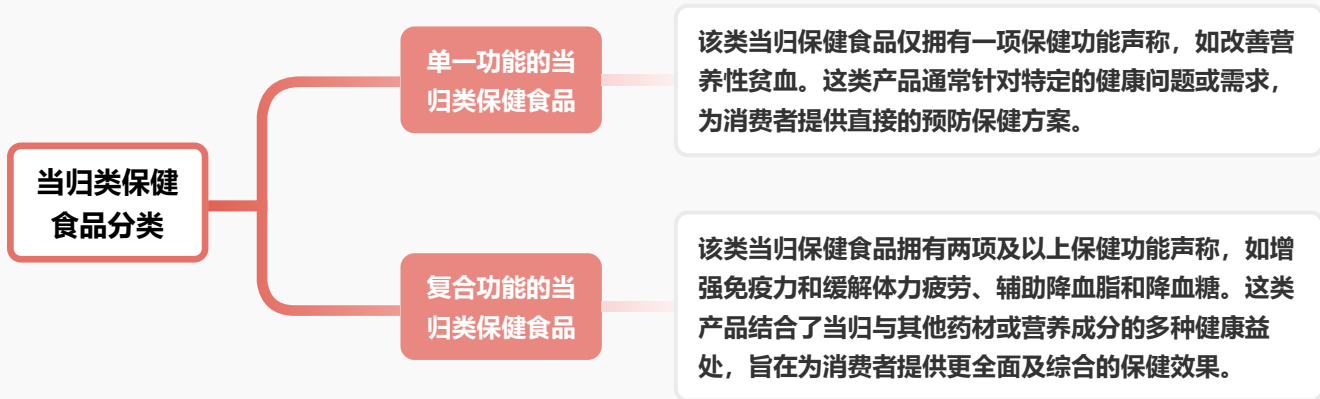 当归类保健
食品分类
单一功能的当
归类保健食品
该类当归保健食品仅拥有一项保健功能声称，如改善营
养性贫血。这类产品通常针对特定的健康问题或需求，
为消费者提供直接的预防保健方案。
复合功能的当
归类保健食品
该类当归保健食品拥有两项及以上保健功能声称，如增
强免疫力和缓解体力疲劳、辅助降血脂和降血糖。这类
产品结合了当归与其他药材或营养成分的多种健康益
处，旨在为消费者提供更全面及综合的保健效果。